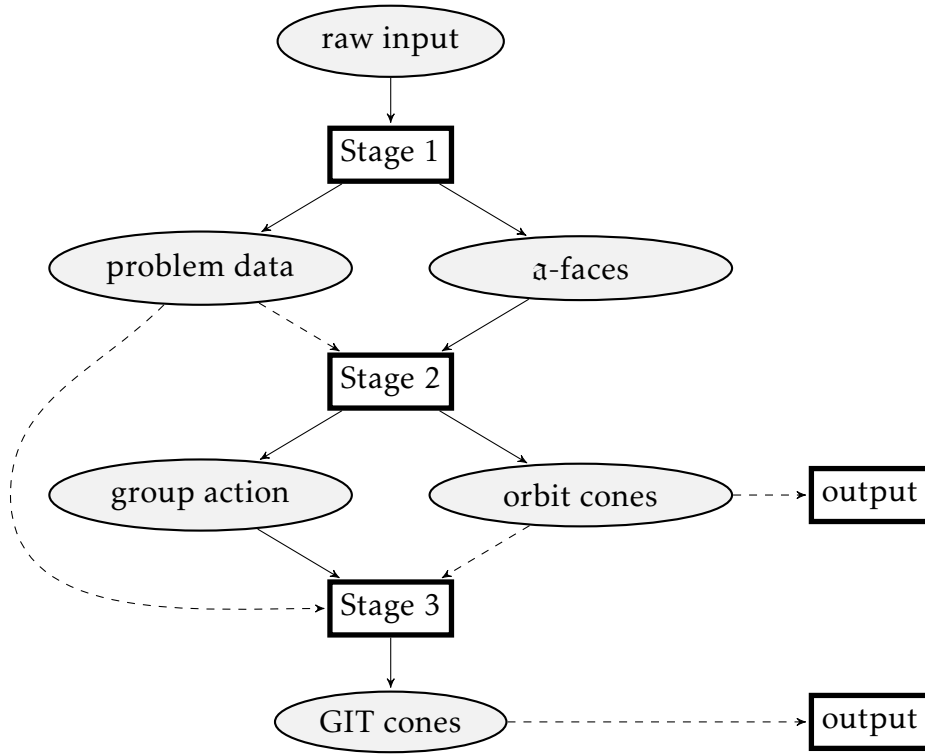 raw input
Stage 1
problem data
𝔞-faces
Stage 2
group action
orbit cones
output
Stage 3
GIT cones
output